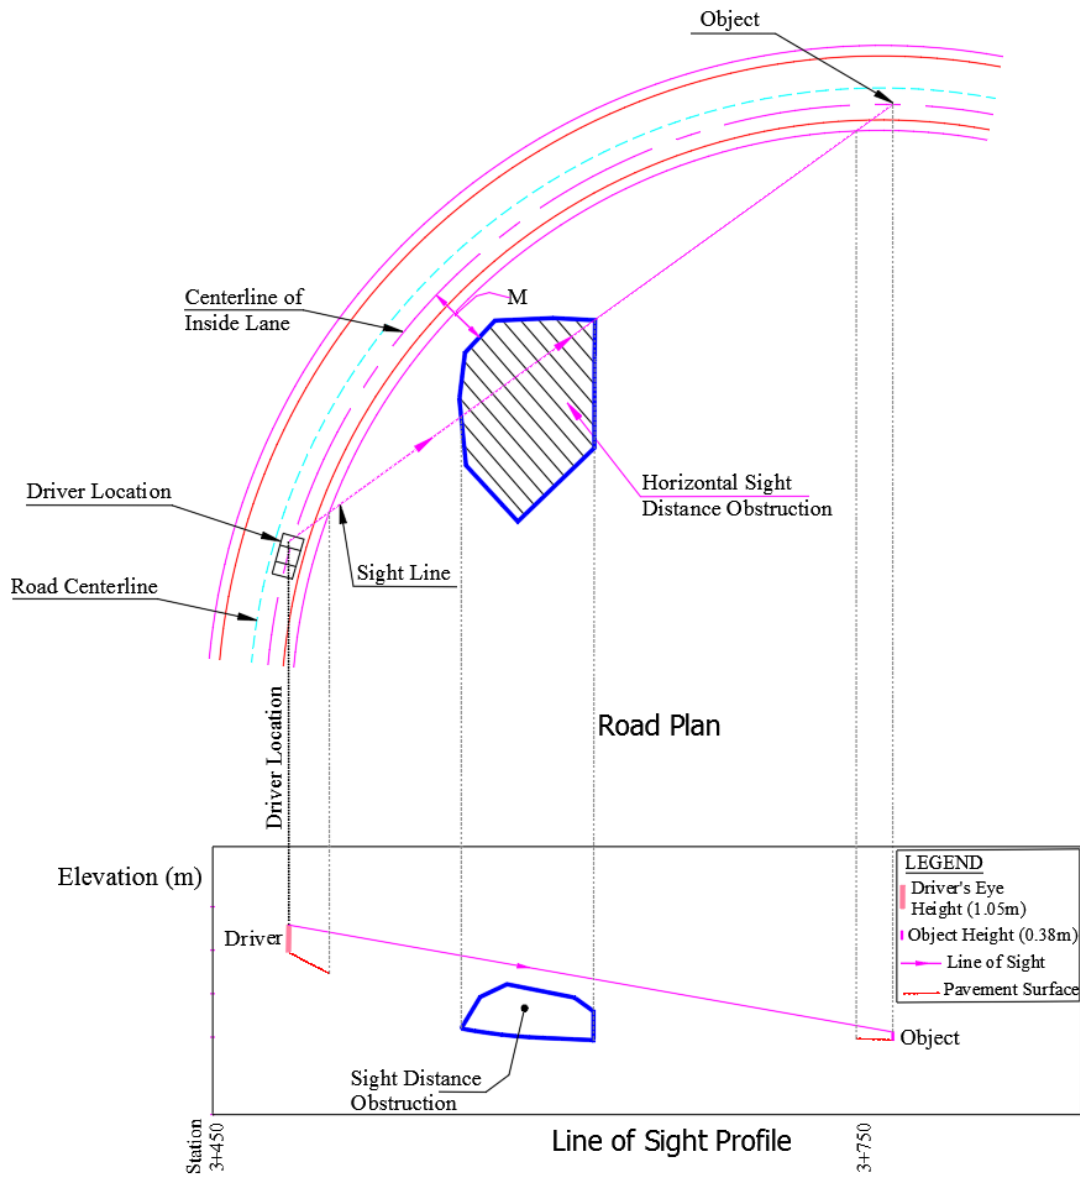 Object
M
Centerline of
Inside Lane
Driver Location
Horizontal Sight
Distance Obstruction
Sight Line
Road Centerline
Driver Location
Road Plan
Elevation (m)
LEGEND
Driver's Eye
Height (1.05m)
Object Height (0.38m)
Line of Sight
Pavement Surface
Driver
Object
Sight Distance
Obstruction
Station
3+450
Line of Sight Profile
3+750